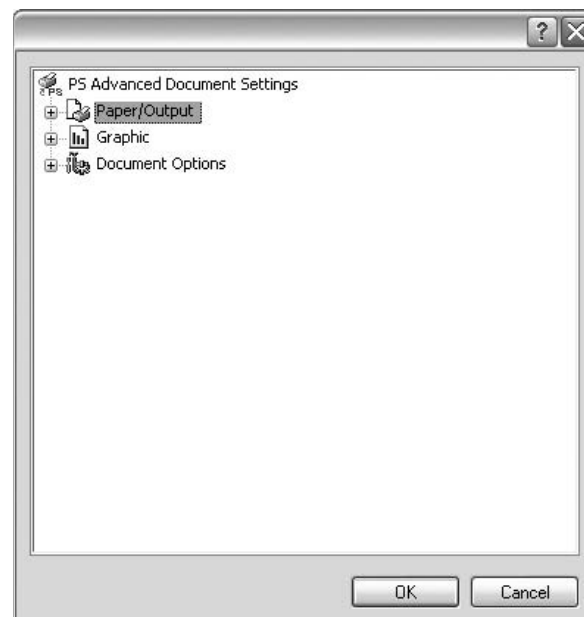 PS Advanced Document Settings
Paper/Output
Graphic
Document Options
OK Cancel